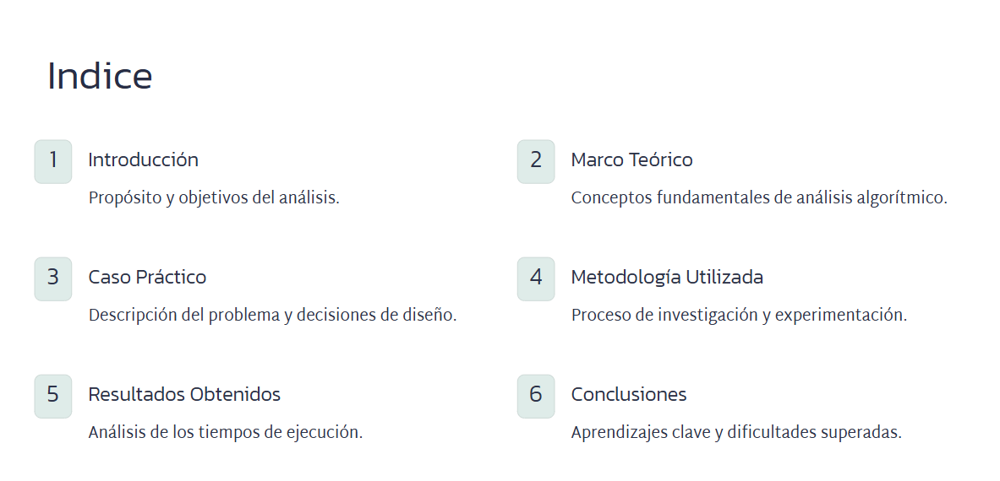 Indice
1
Introducción
Propósito y objetivos del análisis.
2
Marco Teórico
Conceptos fundamentales de análisis algorítmico.
3
Caso Práctico
Descripción del problema y decisiones de diseño.
4
Metodología Utilizada
Proceso de investigación y experimentación.
5
Resultados Obtenidos
Análisis de los tiempos de ejecución.
6
Conclusiones
Aprendizajes clave y dificultades superadas.